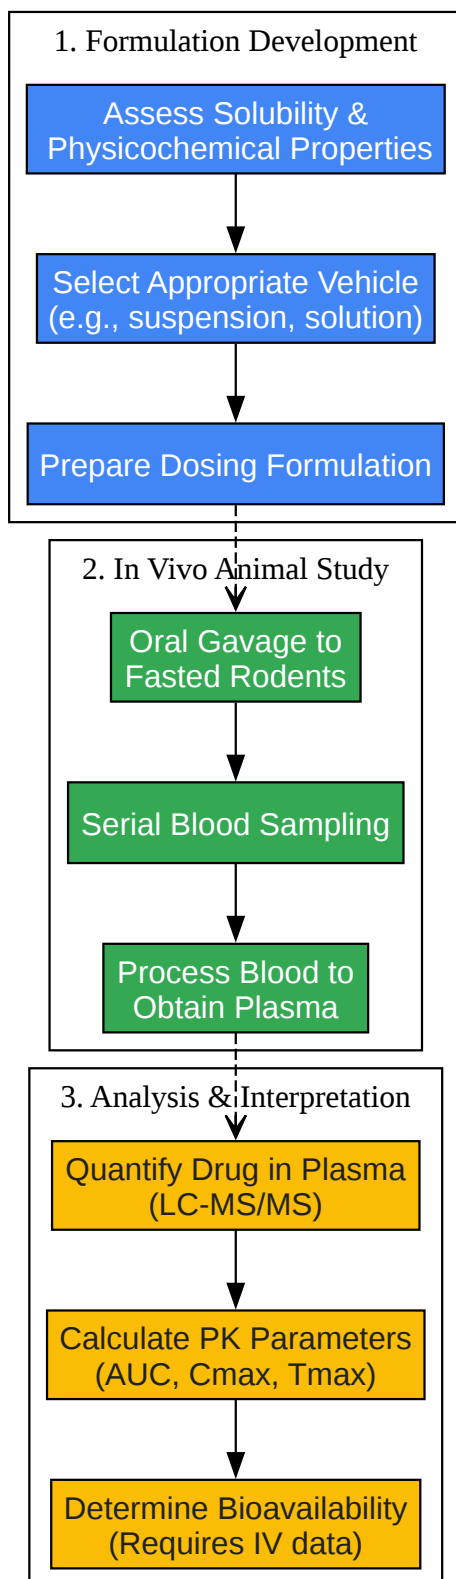 1. Formulation Development
Assess Solubility &
Physicochemical Properties
Select Appropriate Vehicle
(e.g., suspension, solution)
Prepare Dosing Formulation
2. In Vivo Animal Study
Oral Gavage to
Fasted Rodents
Serial Blood Sampling
Process Blood to
Obtain Plasma
3. Analysis & Interpretation
Quantify Drug in Plasma
(LC-MS/MS)
Calculate PK Parameters
(AUC, Cmax, Tmax)
Determine Bioavailability
(Requires IV data)